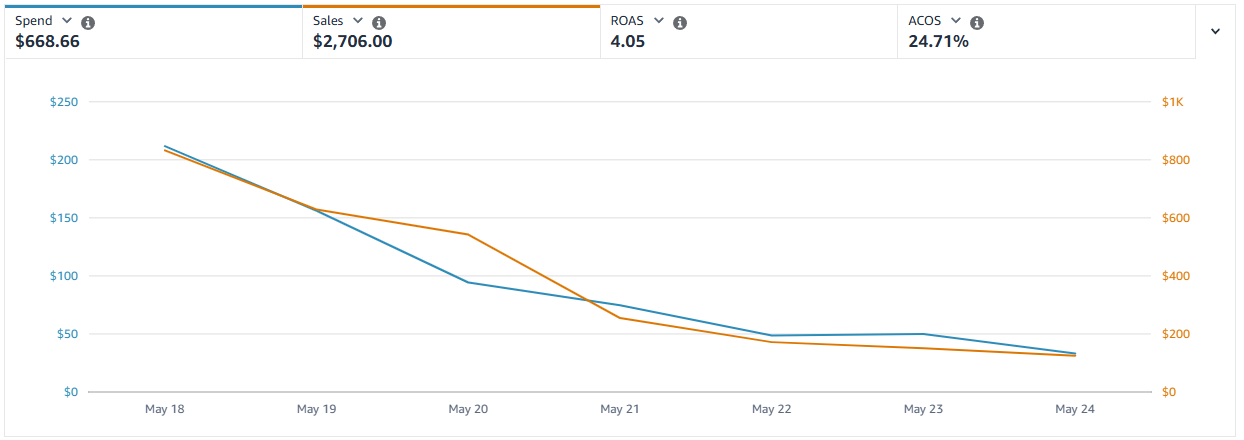 Spend Sales ROAS ACOS
$668.66 $2,706.00 4.05 24.71%
$250 $1K
$200 $800
$150 $600
$100 $400
$50 $200
$0 $0
May 18 May 19 May 20 May 21 May 22 May 23 May 24